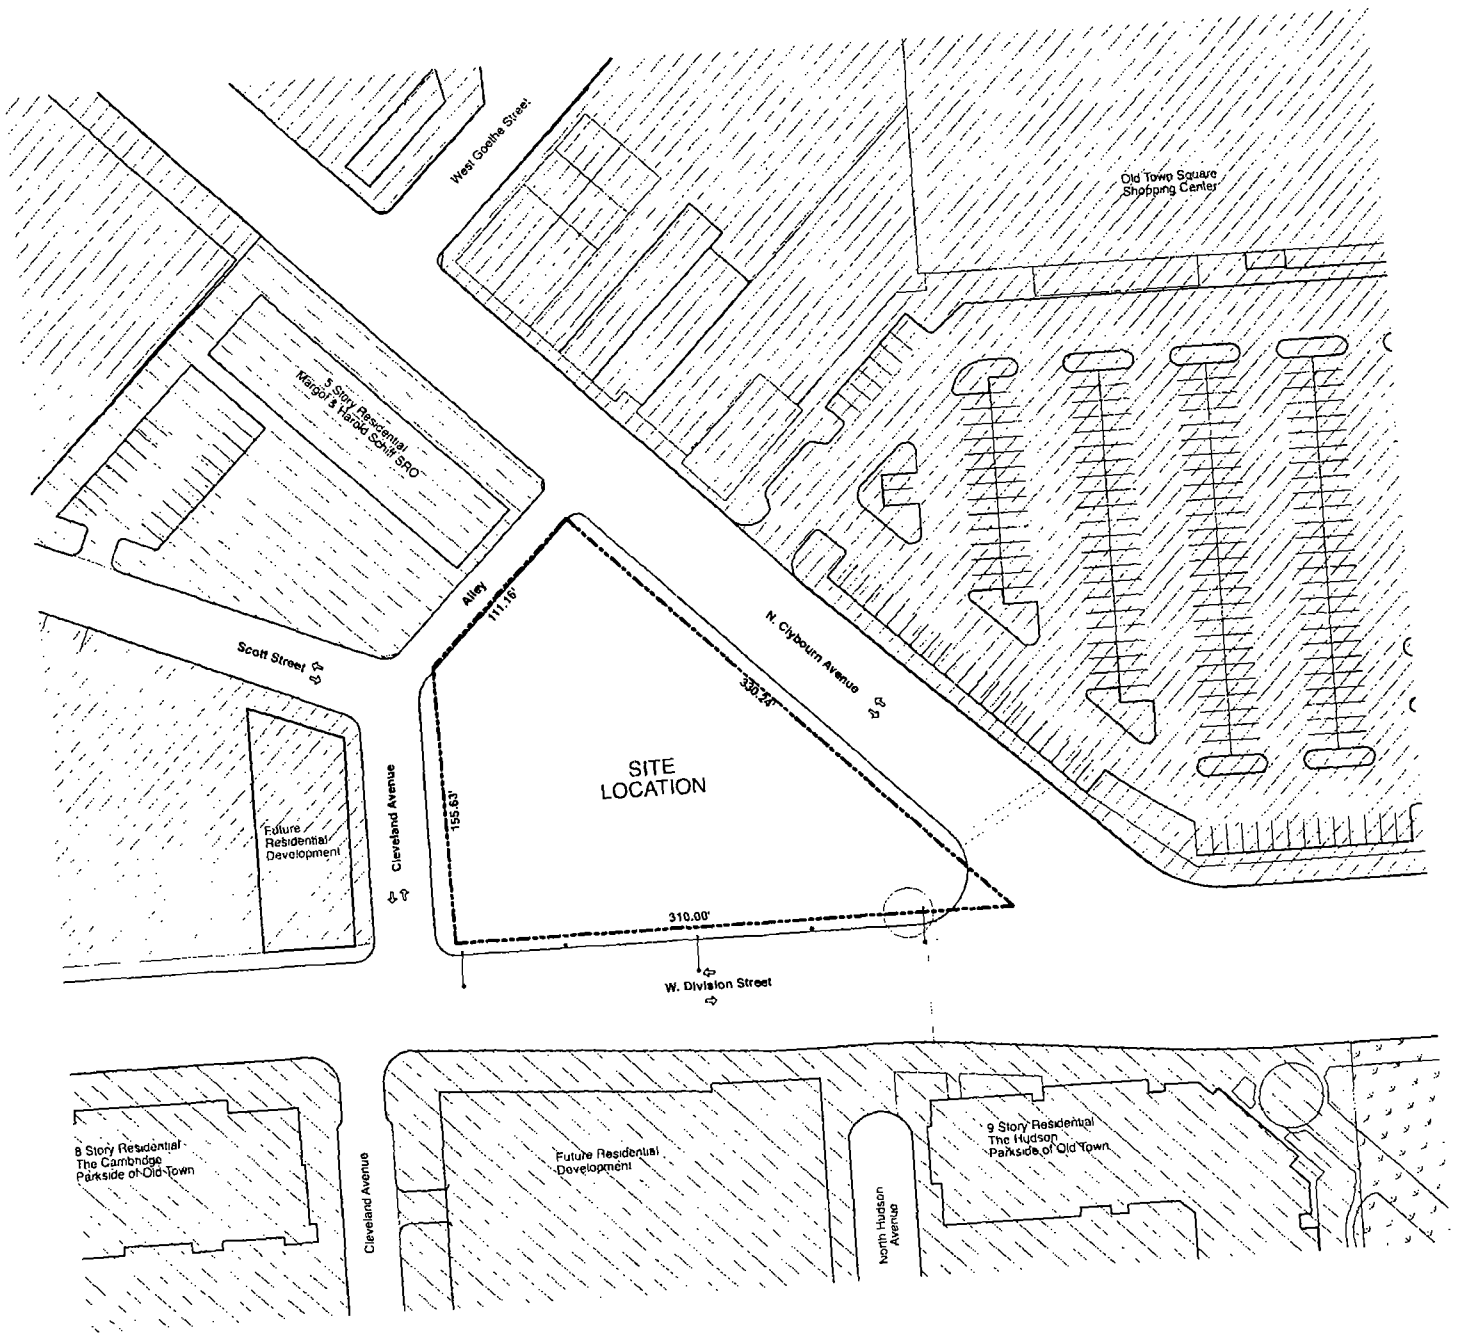 West Goethe Street
Old Town Square
Shopping Center
5 Story Residential
Margot & Harold Schiff SRO
Alley
111.16'
N. Clybourn Avenue
330.24'
Scott Street
SITE
LOCATION
155.63'
Cleveland Avenue
Future
Residential
Development
310.00'
W. Division Street
8 Story Residential
The Cambridge
Parkside of Old Town
Cleveland Avenue
Future Residential
Development
North Hudson
Avenue
9 Story Residential
The Hudson
Parkside of Old Town